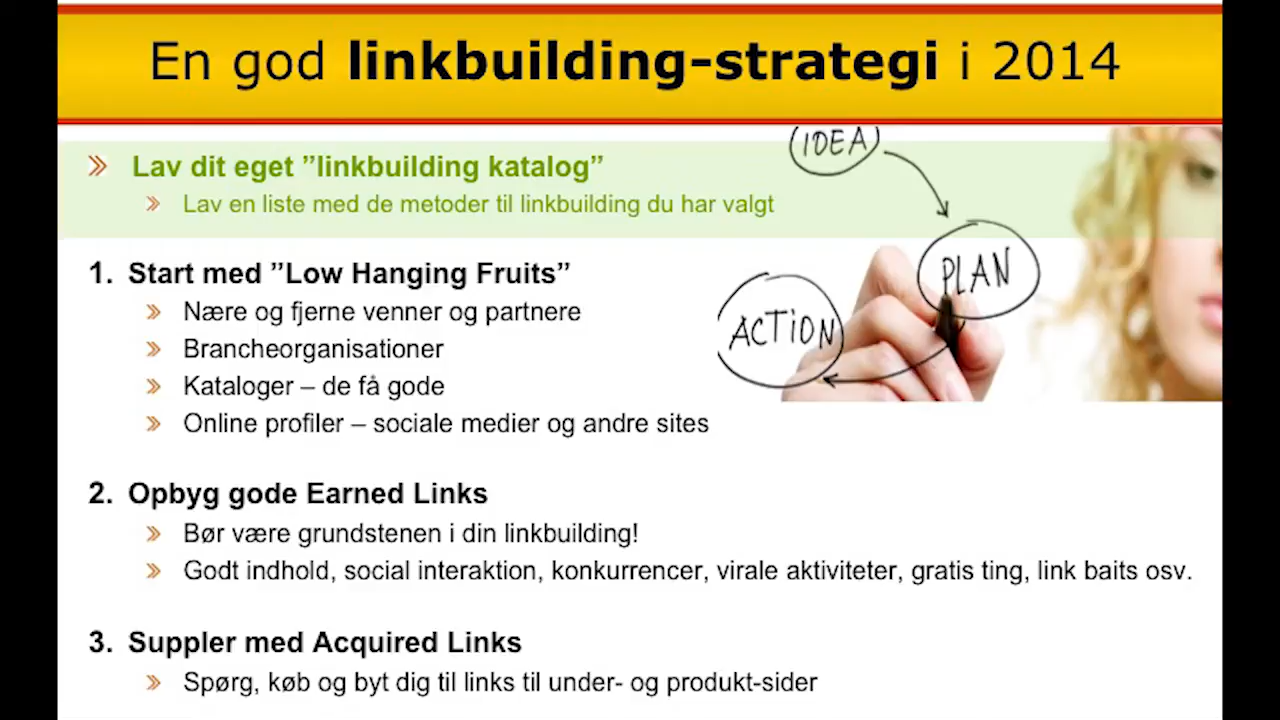 En god linkbuilding-strategi i 2014
Lav dit eget ”linkbuilding katalog”
Lav en liste med de metoder til linkbuilding du har valgt
IDEA
PLAN
ACTION
1. Start med ”Low Hanging Fruits”
Nære og fjerne venner og partnere
Brancheorganisationer
Kataloger – de få gode
Online profiler – sociale medier og andre sites
2. Opbyg gode Earned Links
Bør være grundstenen i din linkbuilding!
Godt indhold, social interaktion, konkurrencer, virale aktiviteter, gratis ting, link baits osv.
3. Suppler med Acquired Links
Spørg, køb og byt dig til links til under- og produkt-sider